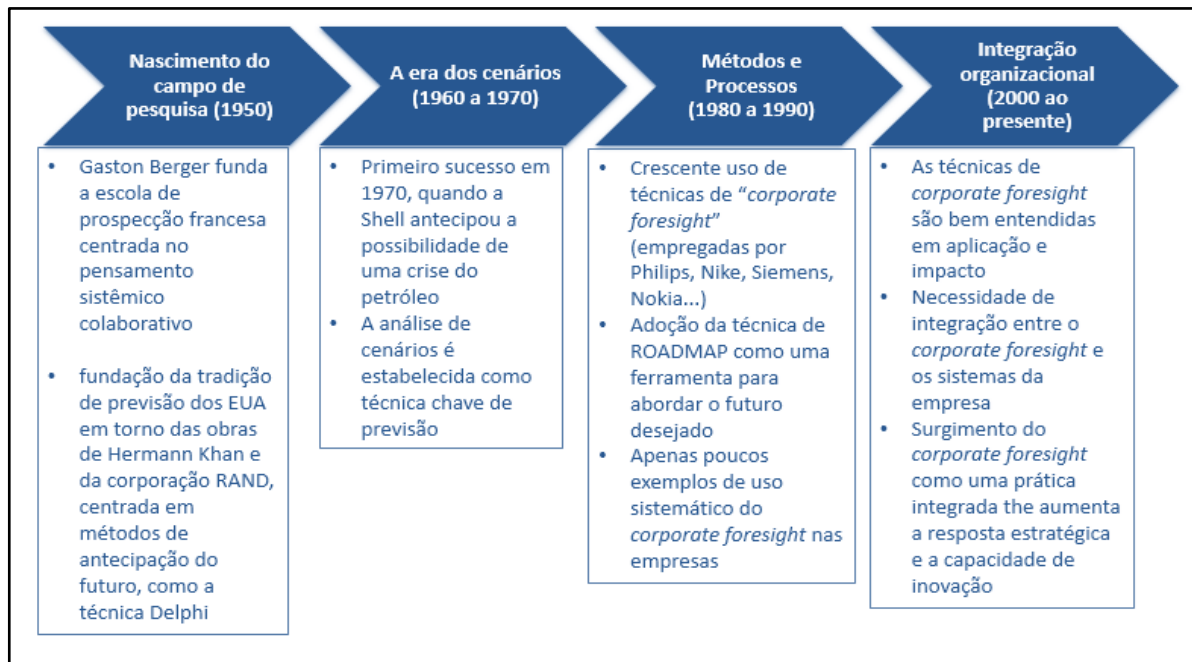 Nascimento do
campo de
pesquisa (1950)
• Gaston Berger funda
a escola de
prospecção francesa
centrada no
pensamento
sistêmico
colaborativo
• fundação da tradição
de previsão dos EUA
em torno das obras
de Hermann Khan e
da corporação RAND,
centrada em
métodos de
antecipação do
futuro, como a
técnica Delphi
A era dos cenários
(1960 a 1970)
• Primeiro sucesso em
1970, quando a
Shell antecipou a
possibilidade de
uma crise do
petróleo
• A análise de
cenários é
estabelecida como
técnica chave de
previsão
Métodos e
Processos
(1980 a 1990)
• Crescente uso de
técnicas de “corporate
foresight”
(empregadas por
Philips, Nike, Siemens,
Nokia...)
• Adoção da técnica de
ROADMAP como uma
ferramenta para
abordar o futuro
desejado
• Apenas poucos
exemplos de uso
sistemático do
corporate foresight nas
empresas
Integração
organizacional
(2000 ao
presente)
• As técnicas de
corporate foresight
são bem entendidas
em aplicação e
impacto
• Necessidade de
integração entre o
corporate foresight e
os sistemas da
empresa
• Surgimento do
corporate foresight
como uma prática
integrada the aumenta
a resposta estratégica
e a capacidade de
inovação